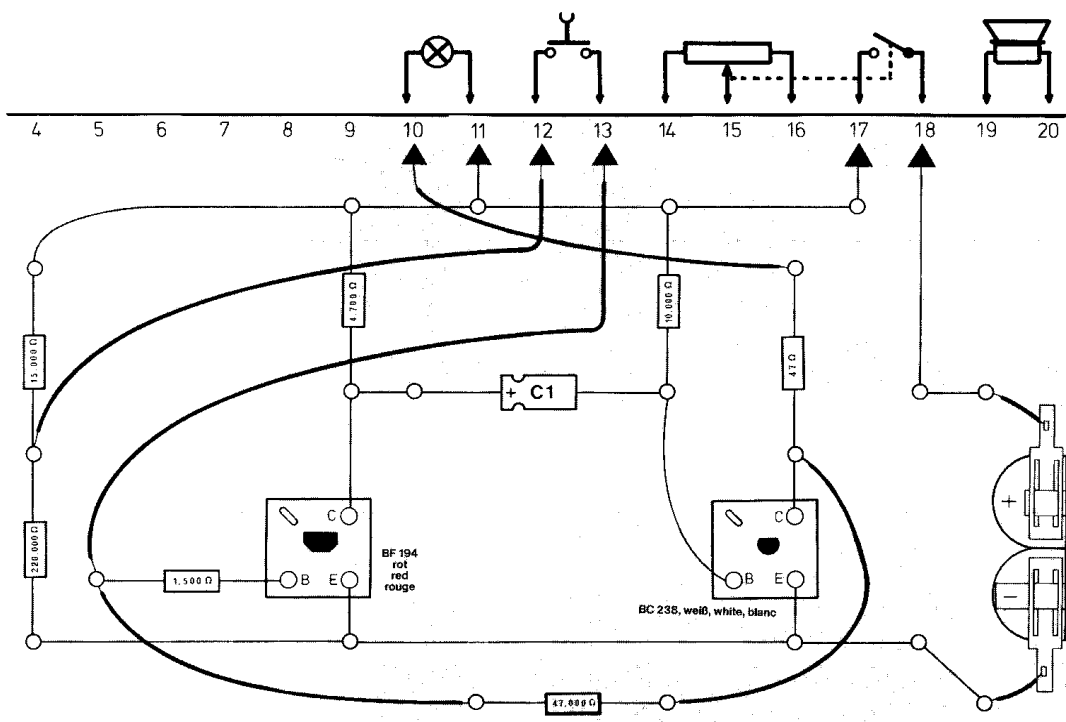 4 5 6 7 8 9 10 11 12 13 14 15 16 17 18 19 20
4.700 Ω
10.000 Ω
15.000 Ω
47 Ω
+ C1
220.000 Ω
C
C
+
BF 194
rot
red
rouge
1.500 Ω
B E
B E
−
BC 238, weiß, white, blanc
47.000 Ω